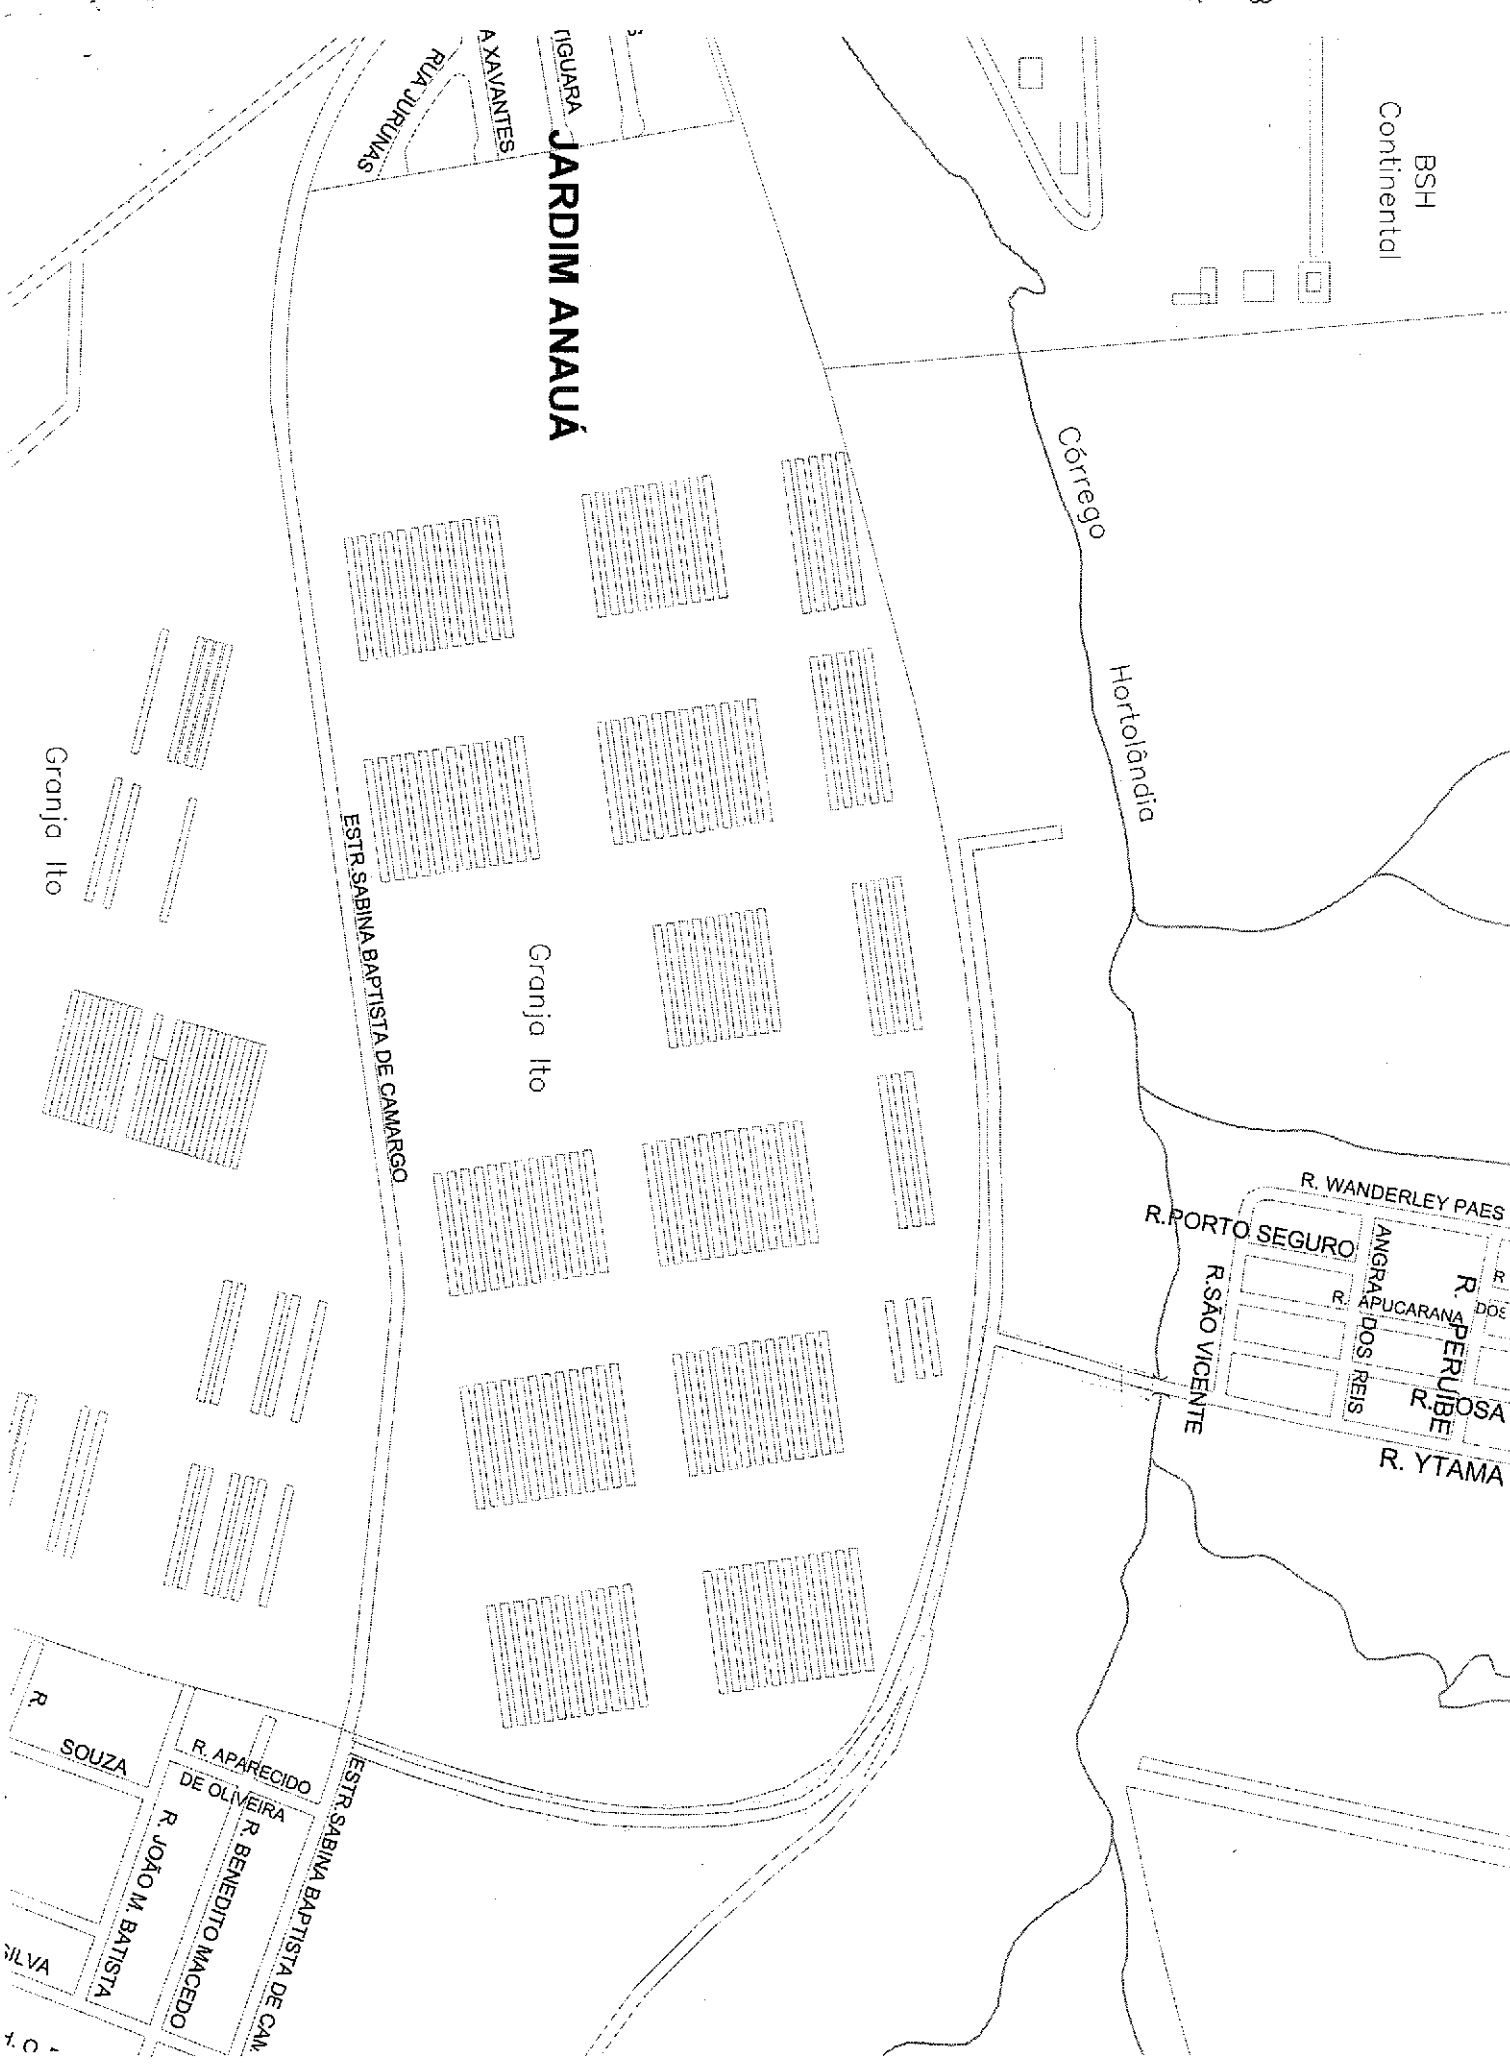 BSH
Continental
RUA JURUNAS
A XAVANTES
JARDIM ANAUÁ
Córrego
Hortolândia
Granja Ito
ESTR.SABINA BAPTISTA DE CAMARGO
Granja Ito
R. WANDERLEY PAES
R.PORTO SEGURO
ANGRA DOS REIS
R.
R. APUCARANA
DOS
R. PERUÍBE
R.SÃO VICENTE
R. YTAMA
R.
SOUZA
R. APARECIDO
DE OLIVEIRA
R. JOÃO M. BATISTA
R. BENEDITO MACEDO
ESTR.SABINA BAPTISTA DE CAM
SILVA